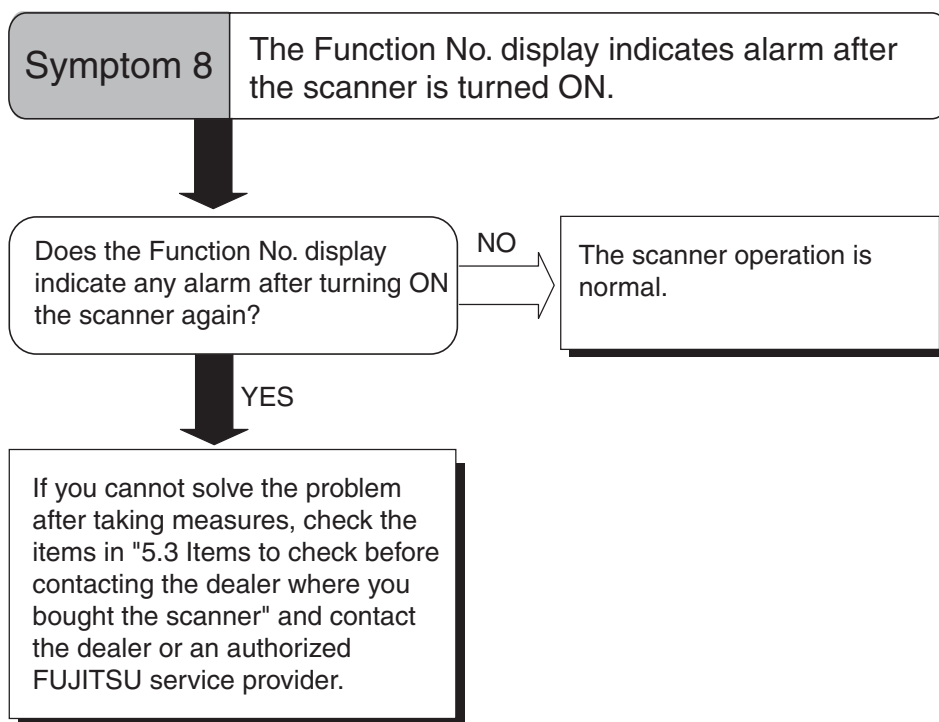 Symptom 8
The Function No. display indicates alarm after
the scanner is turned ON.
Does the Function No. display
indicate any alarm after turning ON
the scanner again?
NO
The scanner operation is
normal.
YES
If you cannot solve the problem
after taking measures, check the
items in "5.3 Items to check before
contacting the dealer where you
bought the scanner" and contact
the dealer or an authorized
FUJITSU service provider.